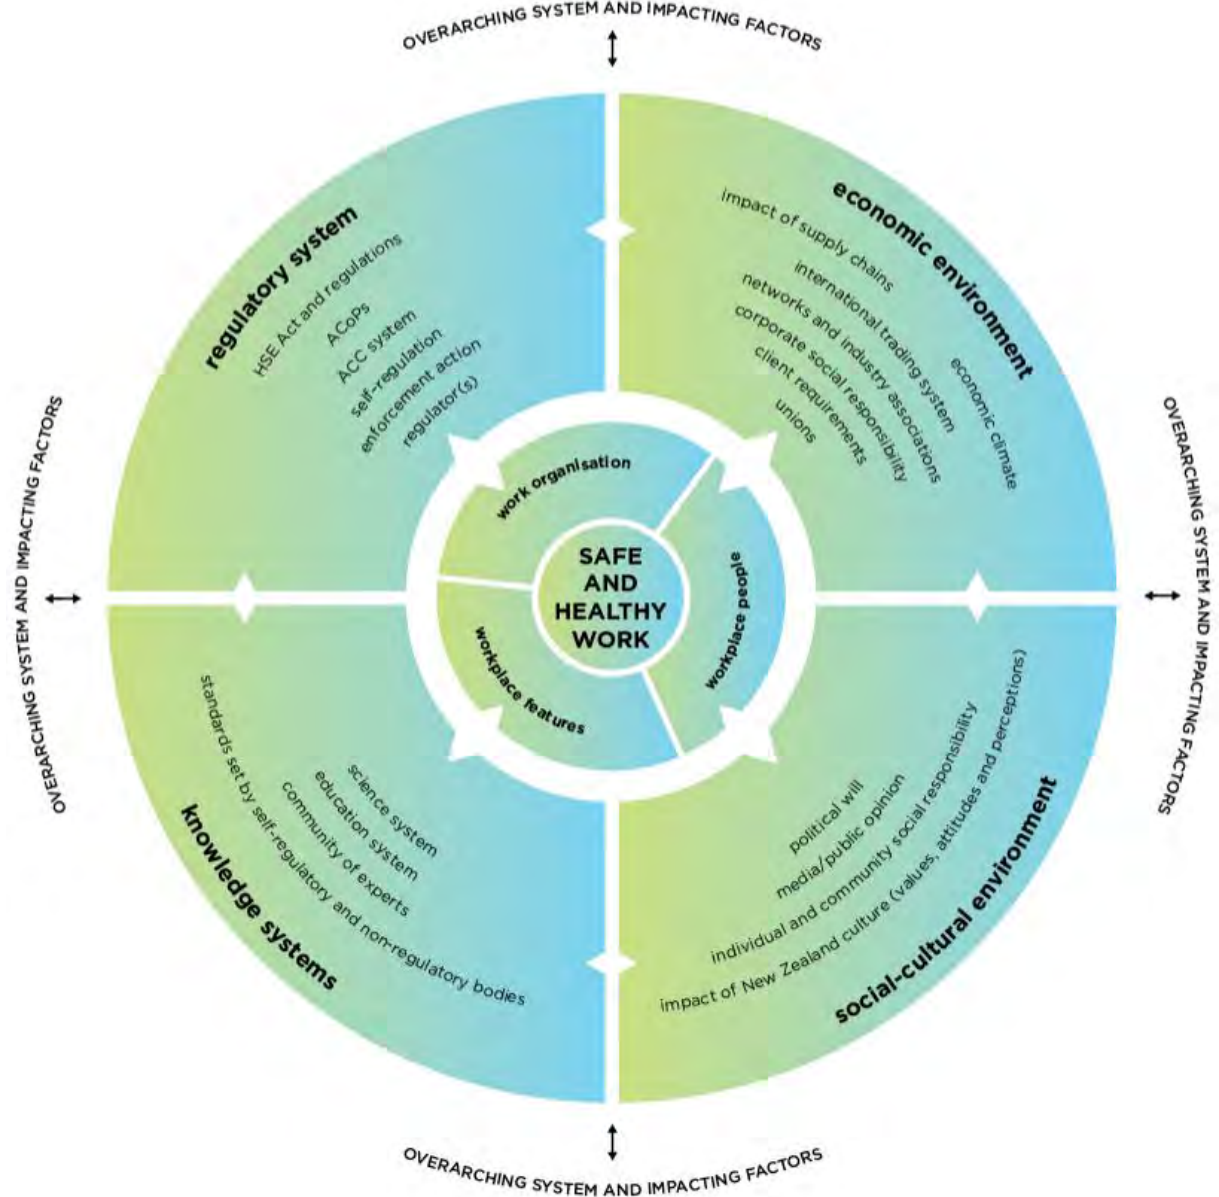 OVERARCHING SYSTEM AND IMPACTING FACTORS
regulatory system
HSE Act and regulations
ACoPs
ACC system
self-regulation
enforcement action
regulator(s)
economic environment
impact of supply chains
economic climate
international trading system
networks and industry associations
corporate social responsibility
client requirements
unions
OVERARCHING SYSTEM AND IMPACTING FACTORS
OVERARCHING SYSTEM AND IMPACTING FACTORS
work organisation
workplace people
workplace features
SAFE
AND
HEALTHY
WORK
knowledge systems
standards set by self-regulatory and non-regulatory bodies
community of experts
education system
science system
political will
media/public opinion
individual and community social responsibility
impact of New Zealand culture (values, attitudes and perceptions)
social-cultural environment
OVERARCHING SYSTEM AND IMPACTING FACTORS